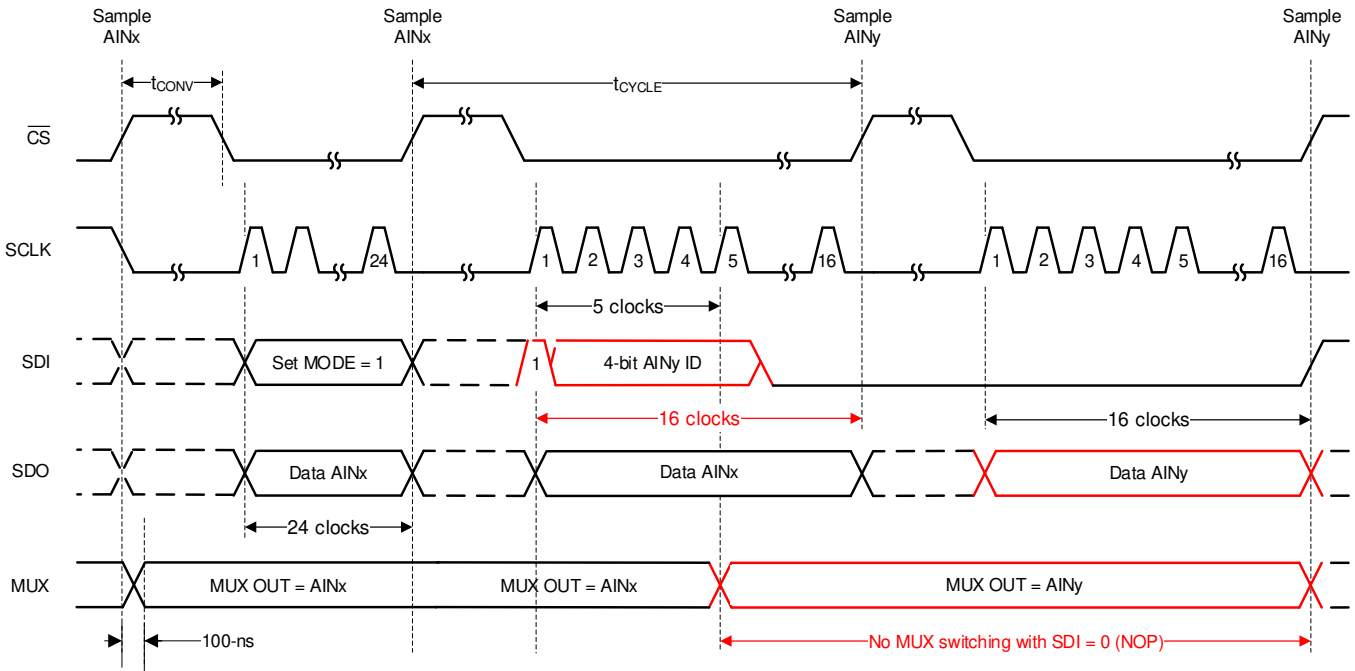 Sample
AINx
Sample
AINx
Sample
AINy
Sample
AINy
tCONV
tCYCLE
CS
SCLK
1
24
1
2
3
4
5
16
1
2
3
4
5
16
5 clocks
SDI
Set MODE = 1
1
4-bit AINy ID
16 clocks
16 clocks
SDO
Data AINx
Data AINx
Data AINy
24 clocks
MUX
MUX OUT = AINx
MUX OUT = AINx
MUX OUT = AINy
100-ns
No MUX switching with SDI = 0 (NOP)